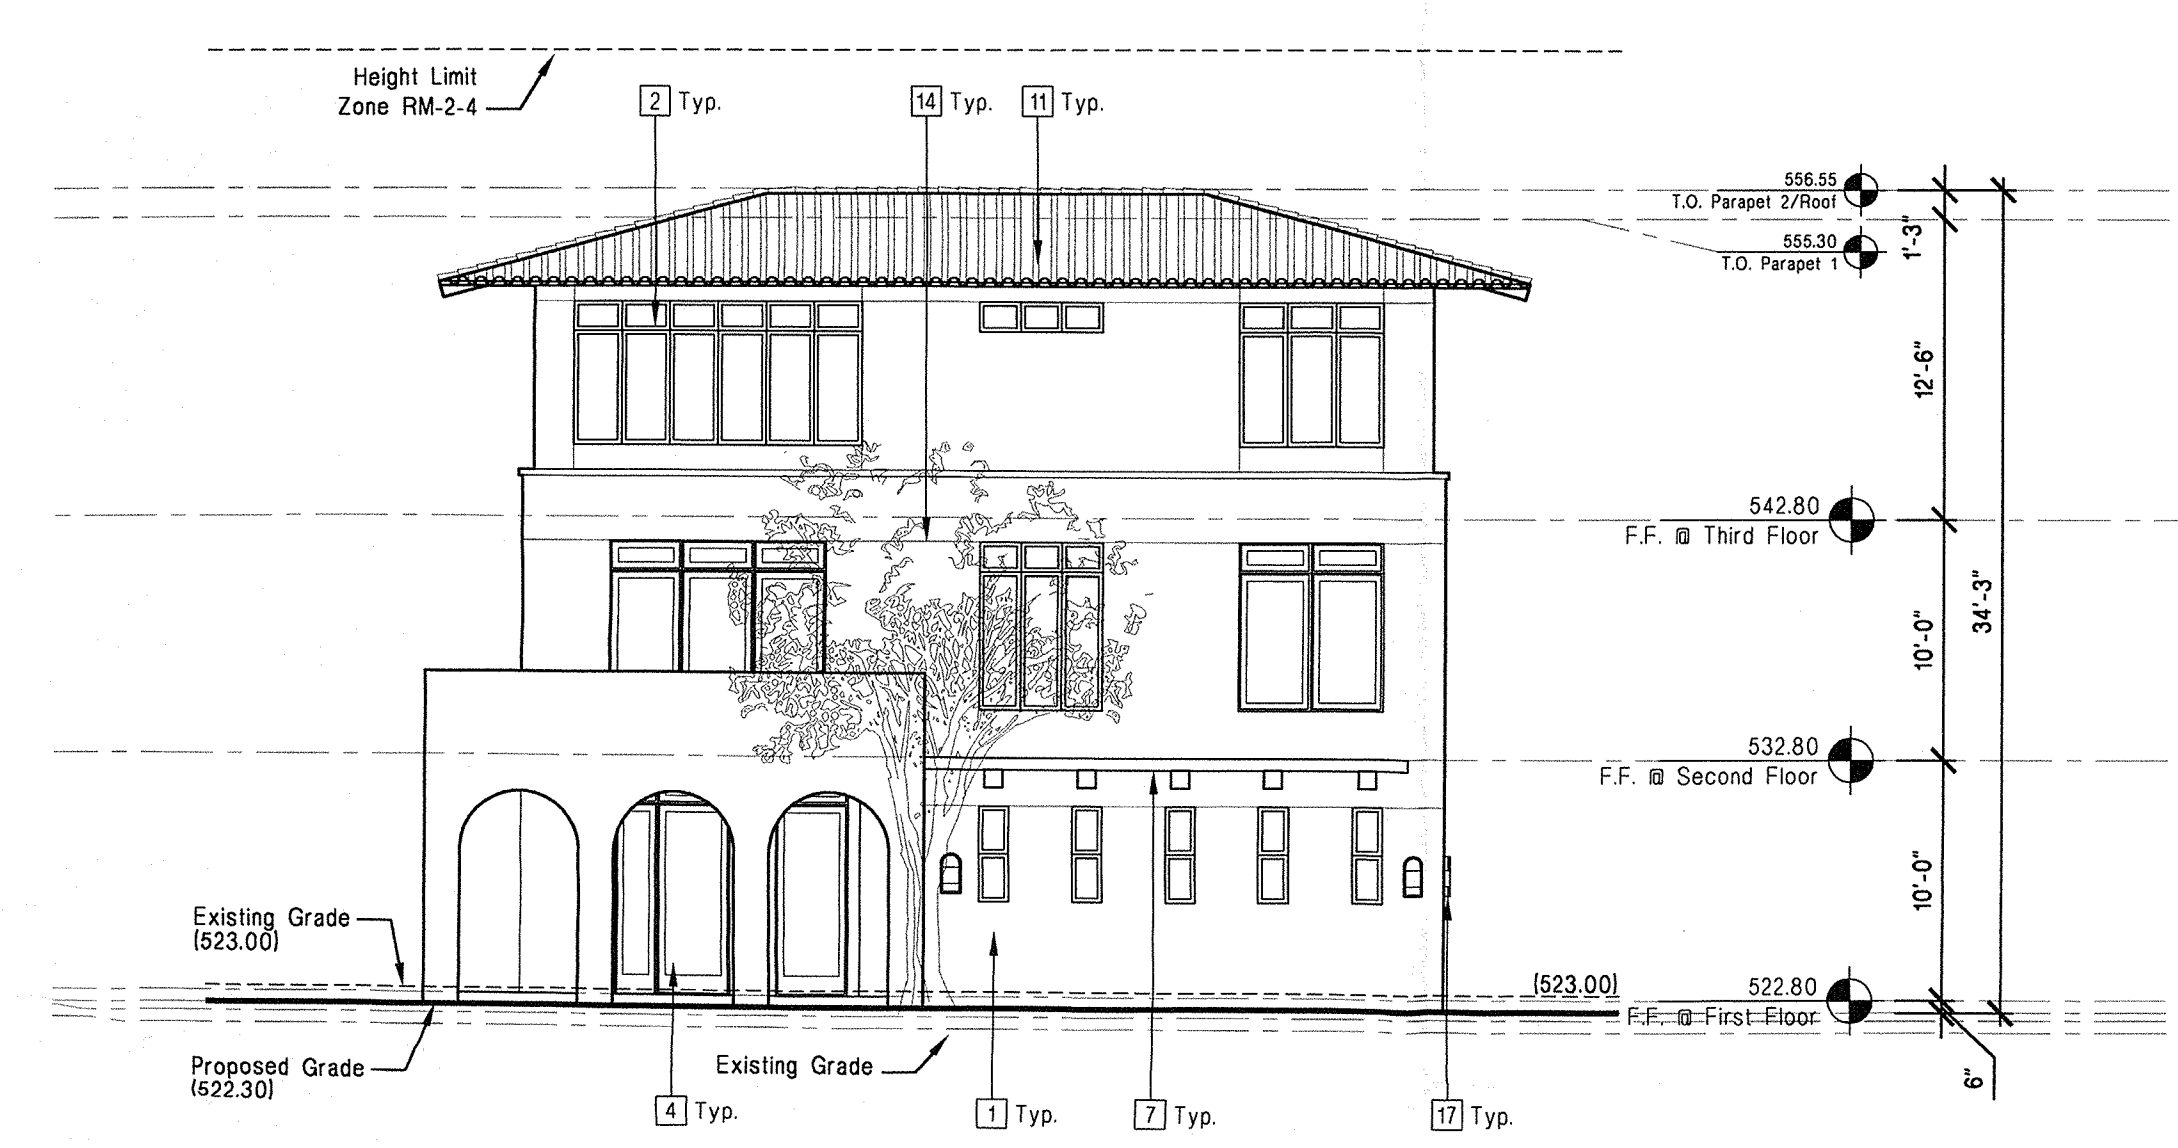 Height Limit
Zone RM-2-4
2 Typ.
14 Typ.
11 Typ.
556.55
T.O. Parapet 2/Roof
555.30
T.O. Parapet 1
1'-3"
12'-6"
542.80
F.F. @ Third Floor
10'-0"
34'-3"
532.80
F.F. @ Second Floor
10'-0"
Existing Grade
(523.00)
(523.00)
522.80
F.F. @ First Floor
6"
Proposed Grade
(522.30)
Existing Grade
4 Typ.
1 Typ.
7 Typ.
17 Typ.